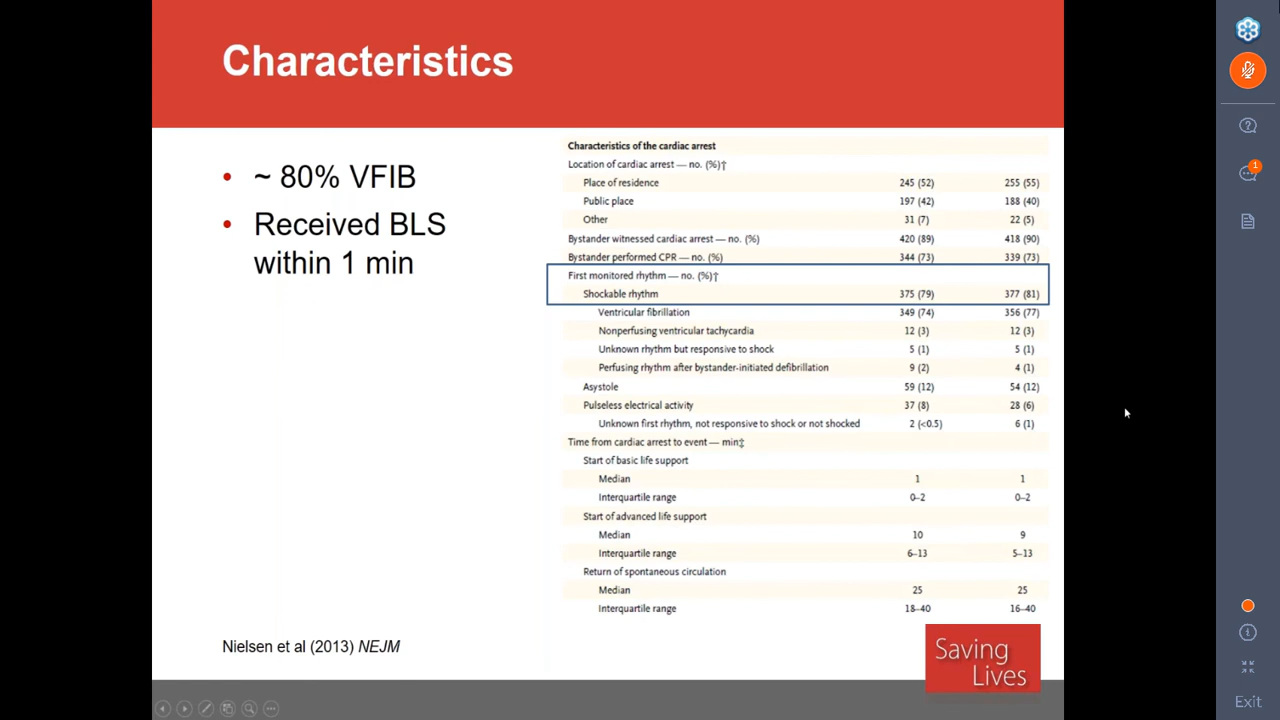 Characteristics
• ~ 80% VFIB
• Received BLS
within 1 min
Characteristics of the cardiac arrest
Location of cardiac arrest — no. (%)†
Place of residence 245 (52) 255 (55)
Public place 197 (42) 188 (40)
Other 31 (7) 22 (5)
Bystander witnessed cardiac arrest — no. (%) 420 (89) 418 (90)
Bystander performed CPR — no. (%) 344 (73) 339 (73)
First monitored rhythm — no. (%)†
Shockable rhythm 375 (79) 377 (81)
Ventricular fibrillation 349 (74) 356 (77)
Nonperfusing ventricular tachycardia 12 (3) 12 (3)
Unknown rhythm but responsive to shock 5 (1) 5 (1)
Perfusing rhythm after bystander-initiated defibrillation 9 (2) 4 (1)
Asystole 59 (12) 54 (12)
Pulseless electrical activity 37 (8) 28 (6)
Unknown first rhythm, not responsive to shock or not shocked 2 (<0.5) 6 (1)
Time from cardiac arrest to event — min‡
Start of basic life support
Median 1 1
Interquartile range 0–2 0–2
Start of advanced life support
Median 10 9
Interquartile range 6–13 5–13
Return of spontaneous circulation
Median 25 25
Interquartile range 18–40 16–40
Nielsen et al (2013) NEJM
Saving
Lives
1
Exit